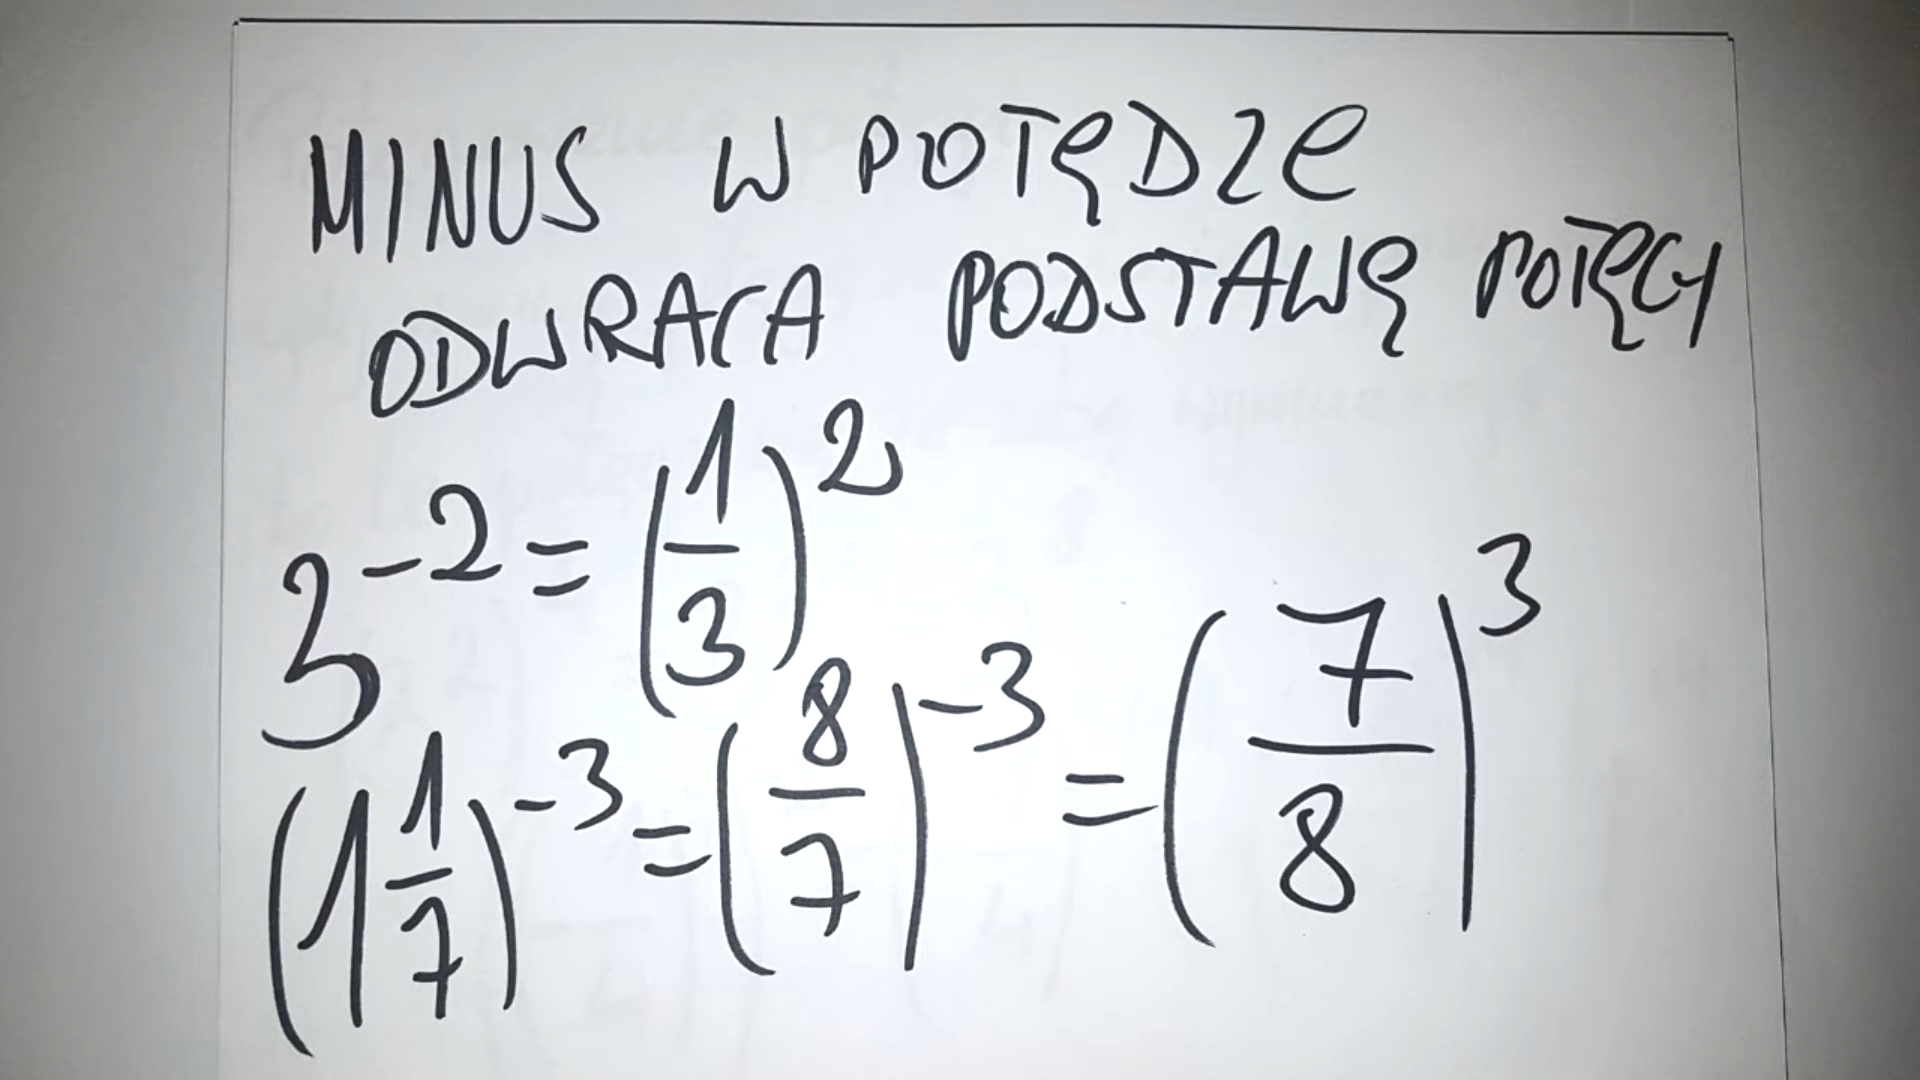 MINUS W POTĘDZE
ODWRACA PODSTAWĘ POTĘGI
3^{-2} = (1/3)^2
(1 1/7)^{-3} = (8/7)^{-3} = (7/8)^3